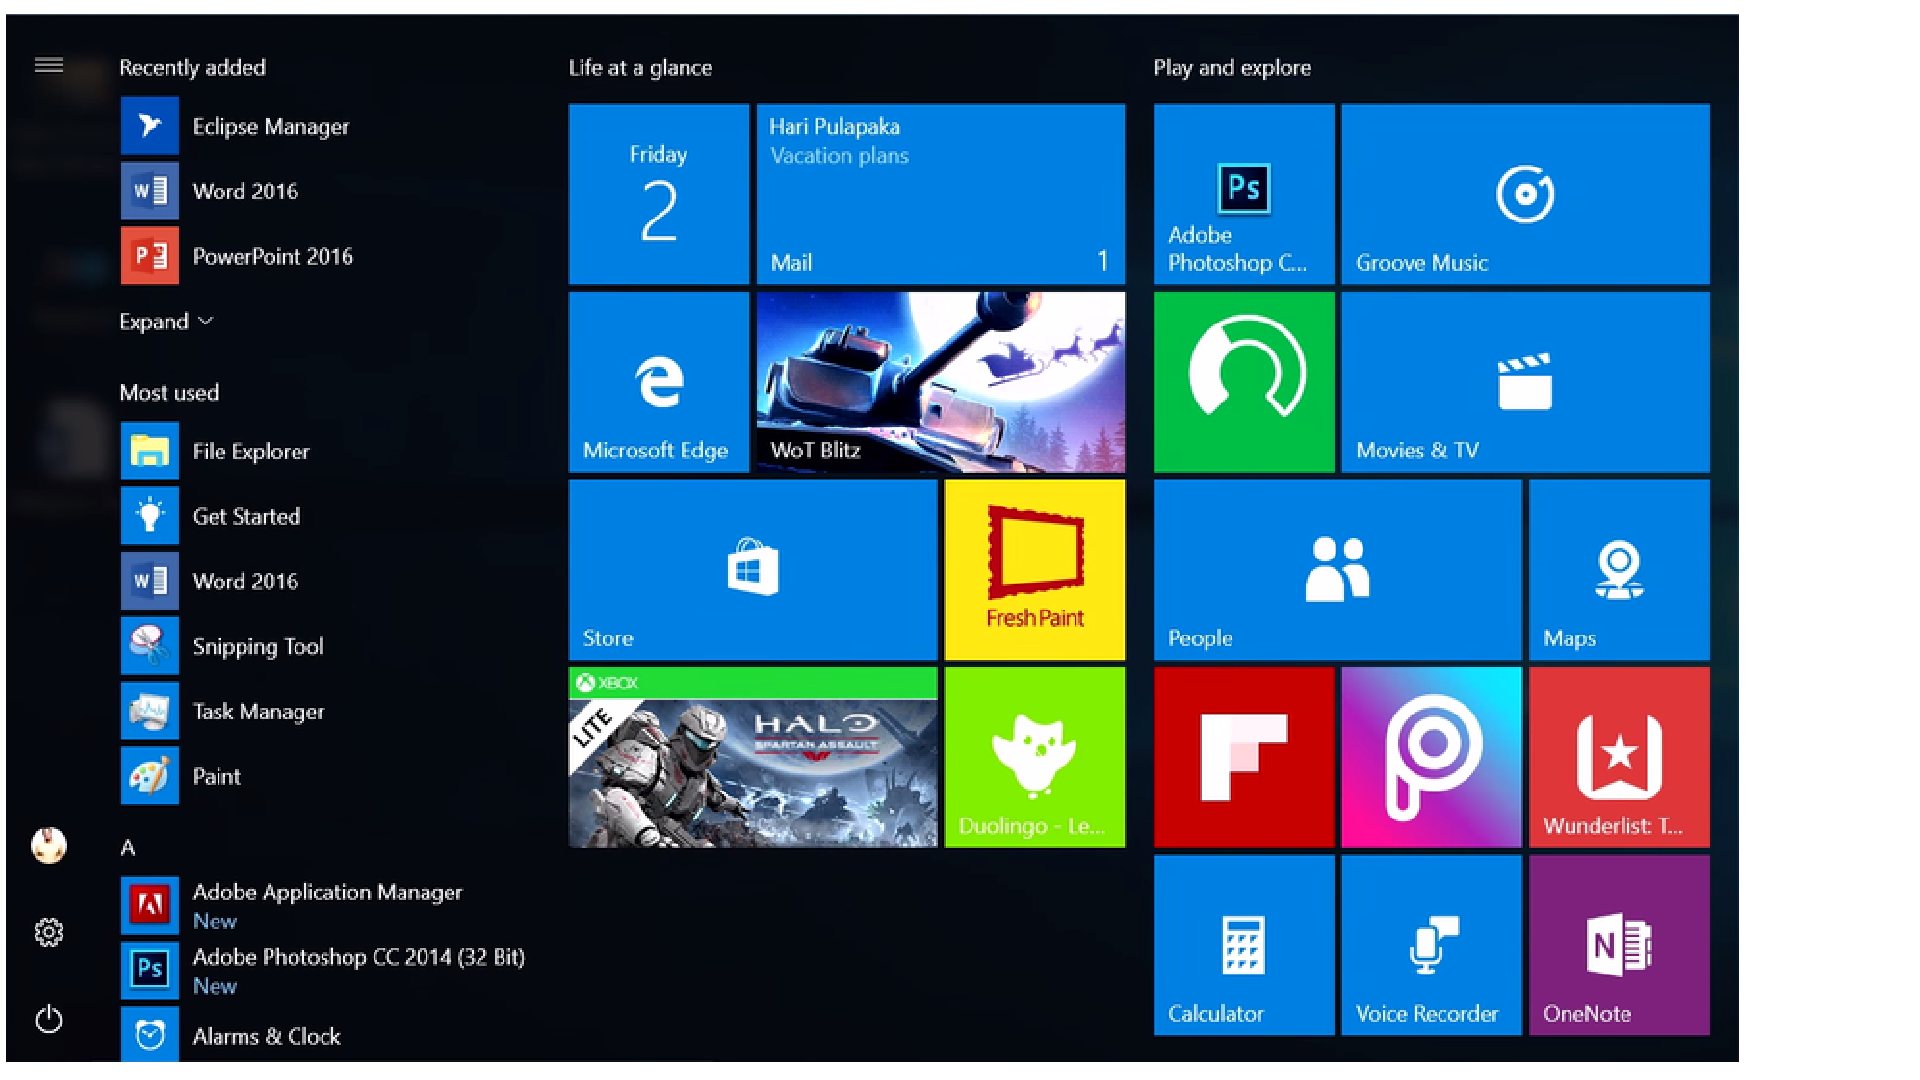 Recently added
Eclipse Manager
Word 2016
PowerPoint 2016
Expand
Most used
File Explorer
Get Started
Word 2016
Snipping Tool
Task Manager
Paint
A
Adobe Application Manager
New
Adobe Photoshop CC 2014 (32 Bit)
New
Alarms & Clock
Life at a glance
Friday
2
Hari Pulapaka
Vacation plans
Mail
1
Microsoft Edge
WoT Blitz
Store
Fresh Paint
XBOX
LITE
HALO
SPARTAN ASSAULT
Duolingo - Le...
Play and explore
Ps
Adobe
Photoshop C...
Groove Music
Movies & TV
People
Maps
Wunderlist: T...
Calculator
Voice Recorder
N
OneNote